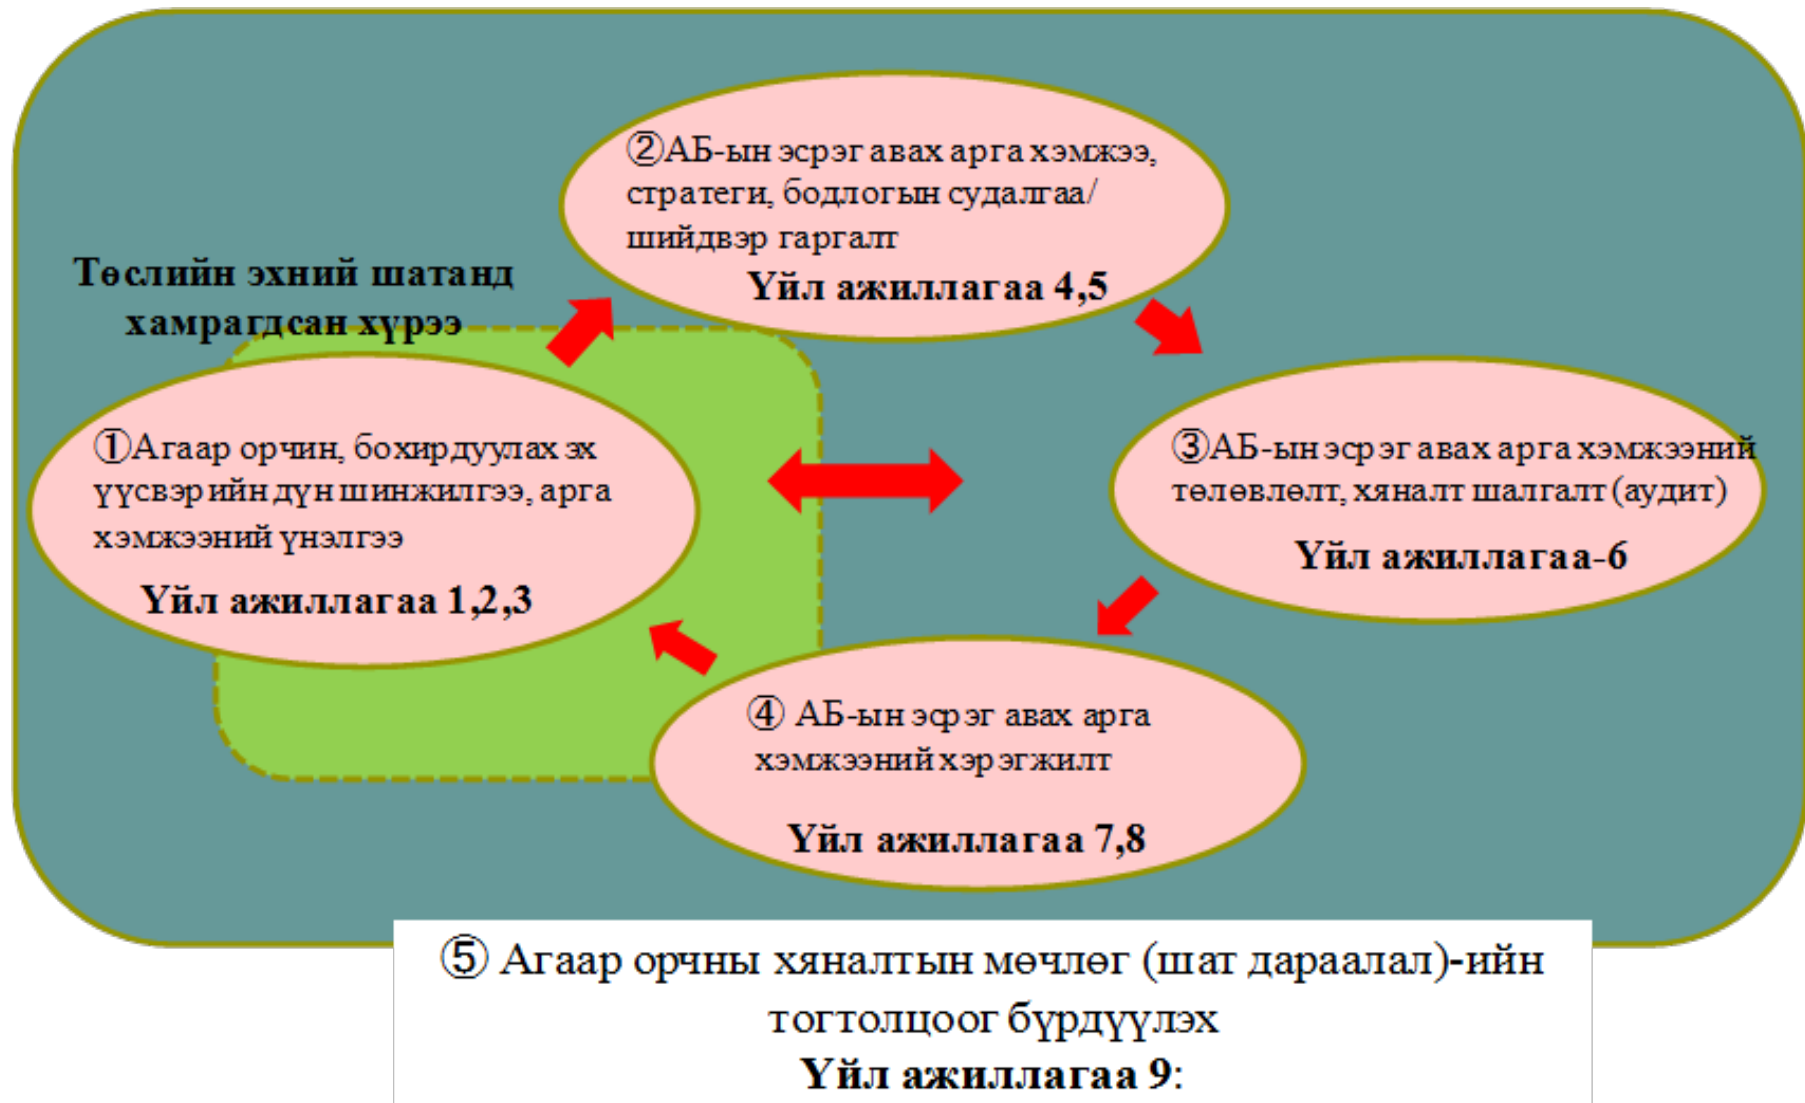 ②АБ-ын эсрэг авах арга хэмжээ,
стратеги, бодлогын судалгаа/
шийдвэр гаргалт
Үйл ажиллагаа 4,5
Төслийн эхний шатанд
хамрагдсан хүрээ
①Агаар орчин, бохирдуулах эх
үүсвэрийн дүн шинжилгээ, арга
хэмжээний үнэлгээ
Үйл ажиллагаа 1,2,3
③АБ-ын эсрэг авах арга хэмжээний
төлөвлөлт, хяналт шалгалт (аудит)
Үйл ажиллагаа-6
④ АБ-ын эсрэг авах арга
хэмжээний хэрэгжилт
Үйл ажиллагаа 7,8
⑤ Агаар орчны хяналтын мөчлөг (шат дараалал)-ийн
тогтолцоог бүрдүүлэх
Үйл ажиллагаа 9: